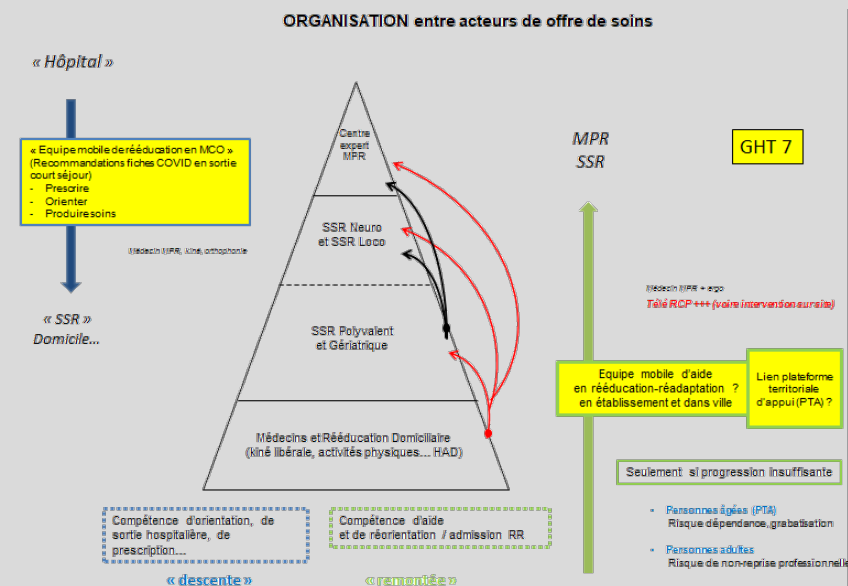 ORGANISATION entre acteurs de offre de soins
« Hôpital »
« Equipe mobile de rééducation en MCO »
(Recommandations fiches COVID en sortie
court séjour)
- Prescrire
- Orienter
- Produire soins
Médecin MPR, kiné, orthophonie
« SSR »
Domicile...
Centre
expert
MPR
SSR Neuro
et SSR Loco
SSR Polyvalent
et Gériatrique
Médecins et Rééducation Domiciliaire
(kiné libérale, activités physiques... HAD)
MPR
SSR
GHT 7
Médecin MPR + ergo
Télé RCP +++ (voire intervention sur site)
Equipe mobile d'aide
en rééducation-réadaptation ?
en établissement et dans ville
Lien plateforme
territoriale
d'appui (PTA) ?
Seulement si progression insuffisante
• Personnes âgées (PTA)
Risque dépendance, grabatisation
• Personnes adultes
Risque de non-reprise professionnelle
Compétence d'orientation, de
sortie hospitalière, de
prescription...
« descente »
Compétence d'aide
et de réorientation / admission RR
« remontée »